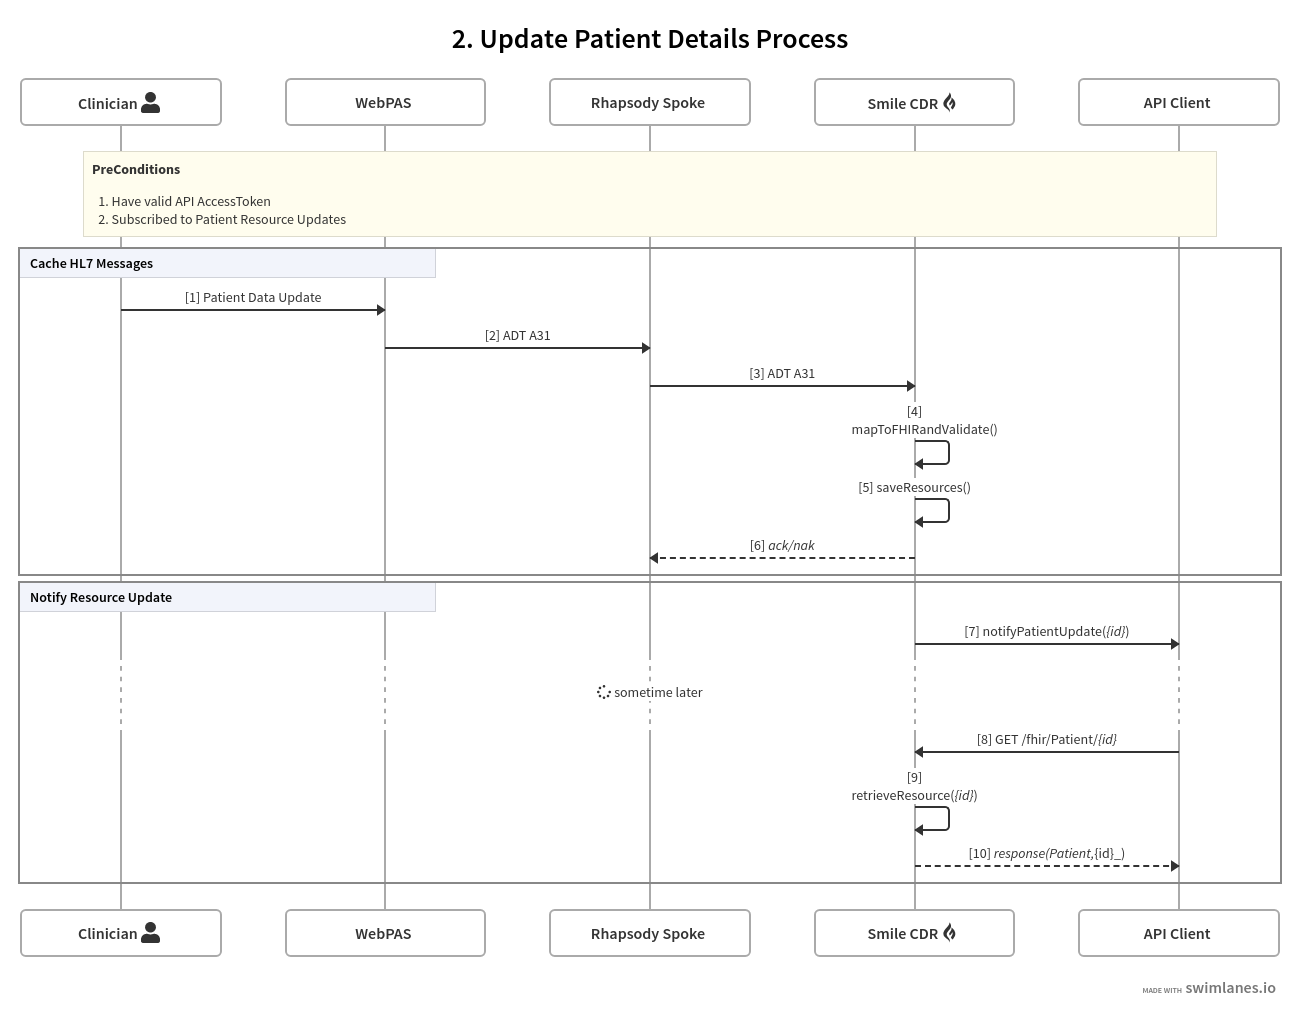 2. Update Patient Details Process
Clinician
WebPAS
Rhapsody Spoke
Smile CDR
API Client
PreConditions
1. Have valid API AccessToken
2. Subscribed to Patient Resource Updates
Cache HL7 Messages
[1] Patient Data Update
[2] ADT A31
[3] ADT A31
[4]
mapToFHIRandValidate()
[5] saveResources()
[6] ack/nak
Notify Resource Update
[7] notifyPatientUpdate({id})
sometime later
[8] GET /fhir/Patient/{id}
[9]
retrieveResource({id})
[10] response(Patient,{id}_)
Clinician
WebPAS
Rhapsody Spoke
Smile CDR
API Client
MADE WITH swimlanes.io